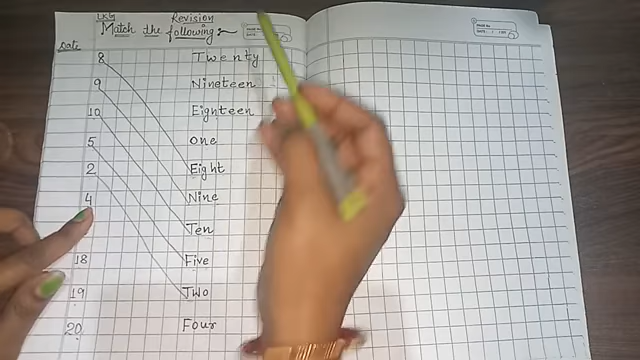 UKG Revision
Match the following:-
Date
8 Twenty
9 Nineteen
10 Eighteen
5 one
2 Eight
4 Nine
Ten
18 Five
19 Two
20 Four